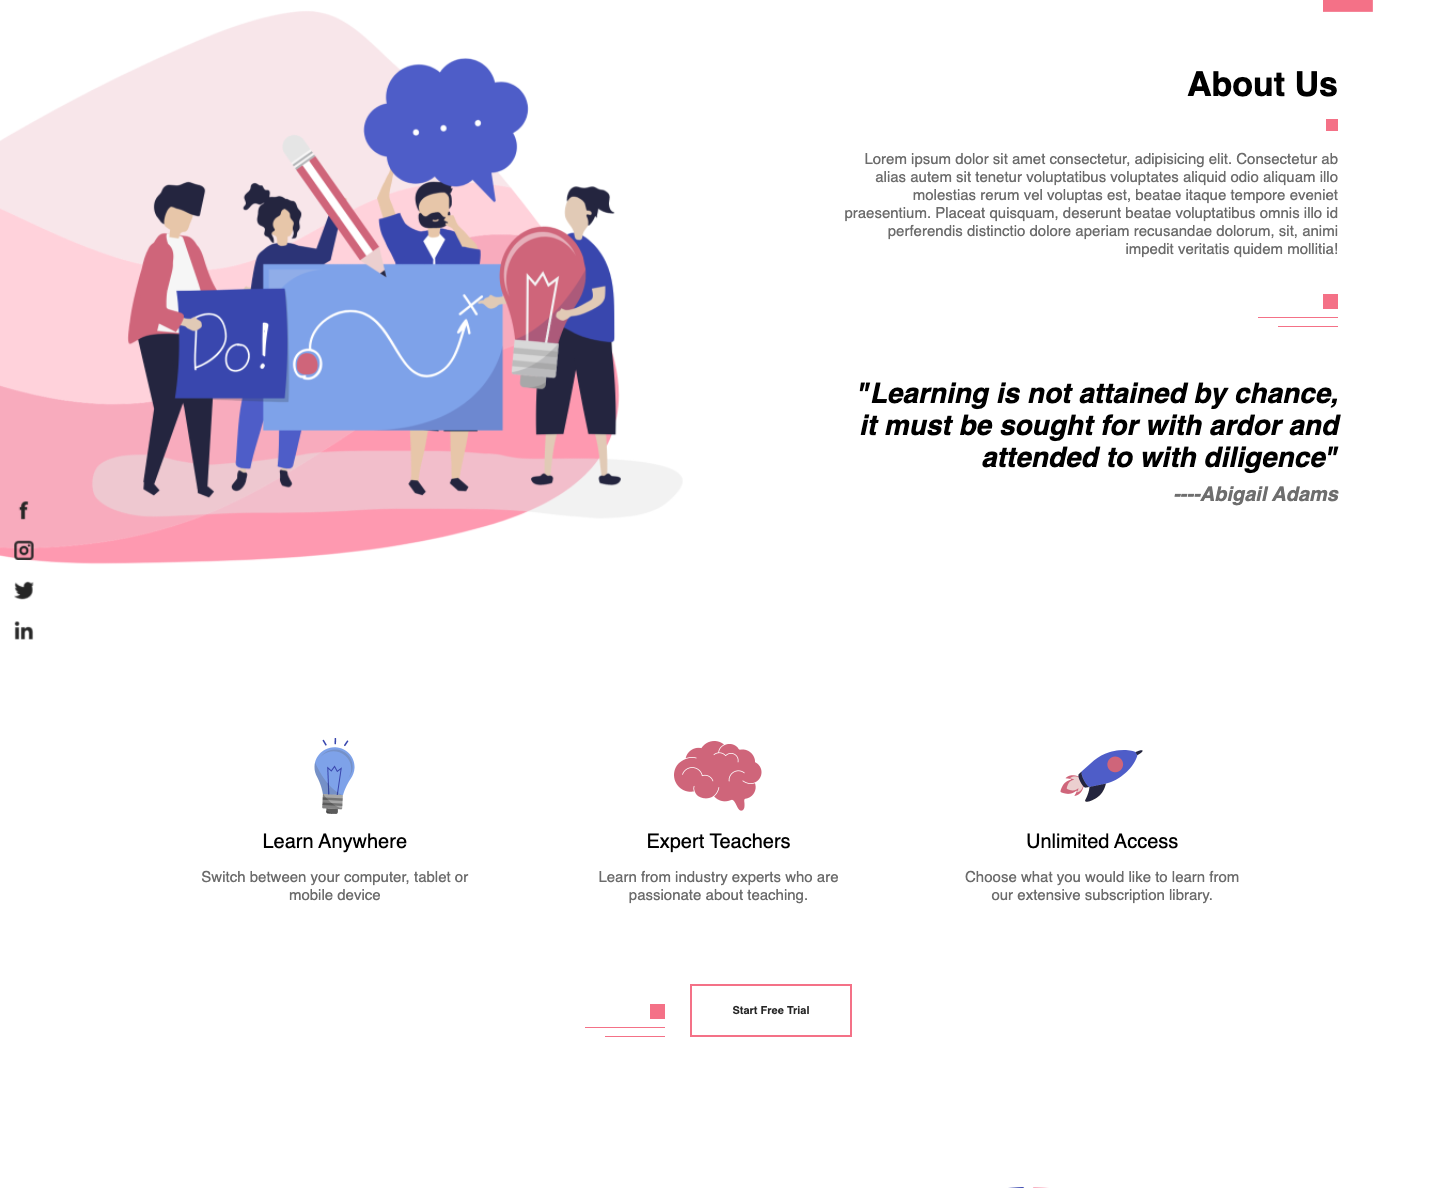 About Us
Lorem ipsum dolor sit amet consectetur, adipisicing elit. Consectetur ab
alias autem sit tenetur voluptatibus voluptates aliquid odio aliquam illo
molestias rerum vel voluptas est, beatae itaque tempore eveniet
praesentium. Placeat quisquam, deserunt beatae voluptatibus omnis illo id
perferendis distinctio dolore aperiam recusandae dolorum, sit, animi
impedit veritatis quidem mollitia!
Do!
"Learning is not attained by chance,
it must be sought for with ardor and
attended to with diligence"
----Abigail Adams
Learn Anywhere
Switch between your computer, tablet or
mobile device
Expert Teachers
Learn from industry experts who are
passionate about teaching.
Unlimited Access
Choose what you would like to learn from
our extensive subscription library.
Start Free Trial